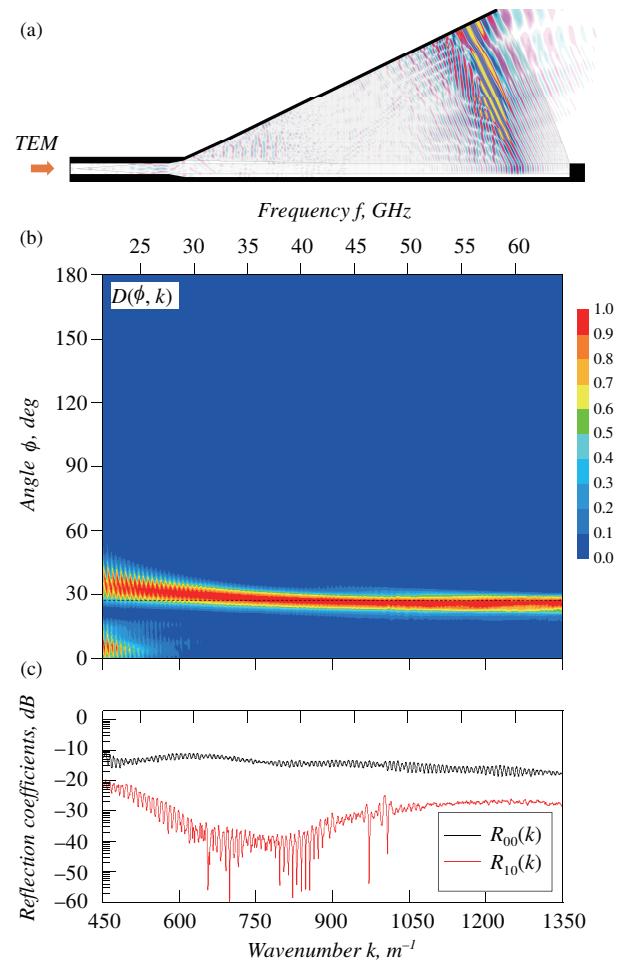 (a)
TEM
Frequency f, GHz
(b)
25 30 35 40 45 50 55 60
D(ϕ, k)
180
150
120
90
60
30
0
Angle ϕ, deg
1.0
0.9
0.8
0.7
0.6
0.5
0.4
0.3
0.2
0.1
0.0
(c)
0
−10
−20
−30
−40
−50
−60
Reflection coefficients, dB
R₀₀(k)
R₁₀(k)
450 600 750 900 1050 1200 1350
Wavenumber k, m⁻¹